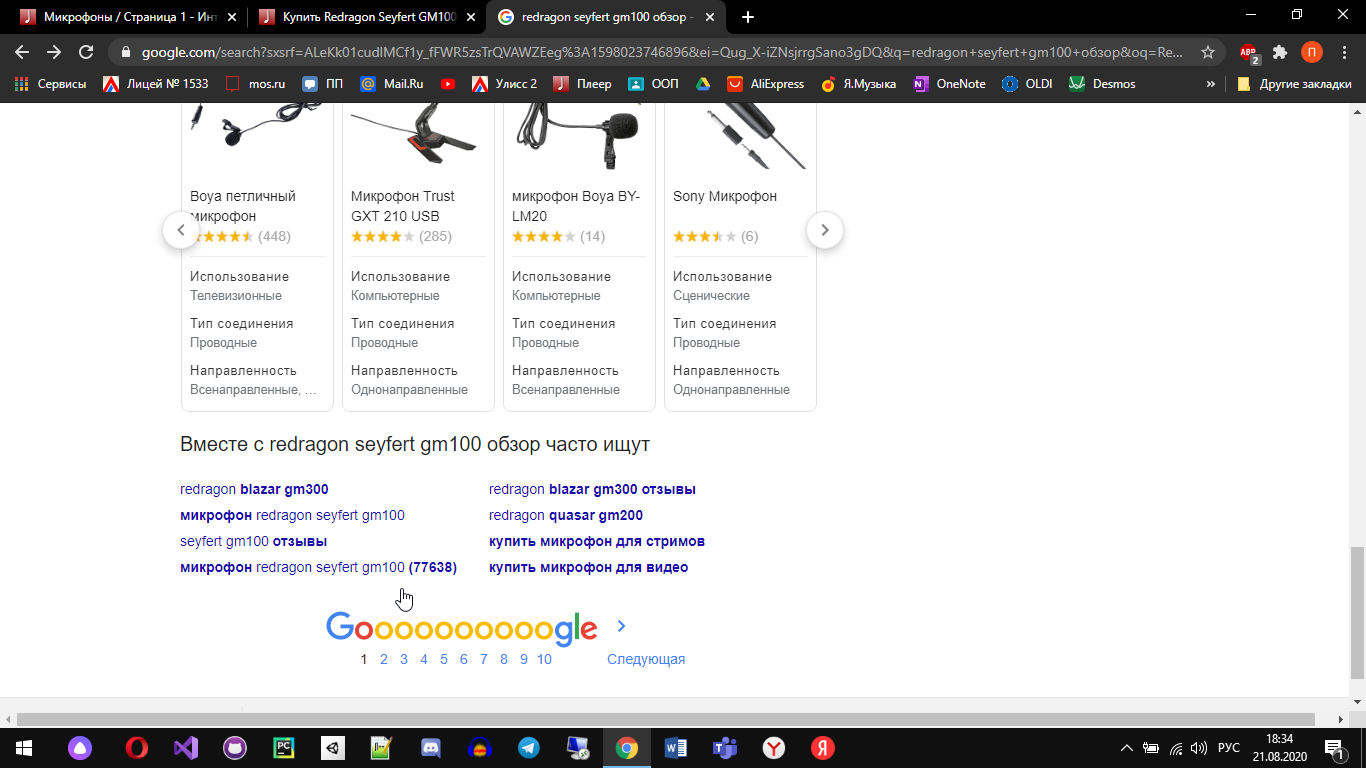 Микрофоны / Страница 1 - Инт
Купить Redragon Seyfert GM100
redragon seyfert gm100 обзор -
google.com/search?sxsrf=ALeKk01cudIMCf1y_fFWR5zsTrQVAWZEeg%3A1598023746896&ei=Qug_X-iZNsjrrgSano3gDQ&q=redragon+seyfert+gm100+обзор&oq=Re...
ABP
2
П
Сервисы
Лицей № 1533
mos.ru
ПП
Mail.Ru
Улисс 2
Плеер
ООП
AliExpress
Я.Музыка
OneNote
OLDI
Desmos
»
Другие закладки
Boya петличный
микрофон
(448)
Использование
Телевизионные
Тип соединения
Проводные
Направленность
Всенаправленные, ...
Микрофон Trust
GXT 210 USB
(285)
Использование
Компьютерные
Тип соединения
Проводные
Направленность
Однонаправленные
микрофон Boya BY-
LM20
(14)
Использование
Компьютерные
Тип соединения
Проводные
Направленность
Всенаправленные
Sony Микрофон
(6)
Использование
Сценические
Тип соединения
Проводные
Направленность
Однонаправленные
Вместе с redragon seyfert gm100 обзор часто ищут
redragon blazar gm300
микрофон redragon seyfert gm100
seyfert gm100 отзывы
микрофон redragon seyfert gm100 (77638)
redragon blazar gm300 отзывы
redragon quasar gm200
купить микрофон для стримов
купить микрофон для видео
Goooooooooogle
1 2 3 4 5 6 7 8 9 10
Следующая
РУС
18:34
21.08.2020
1